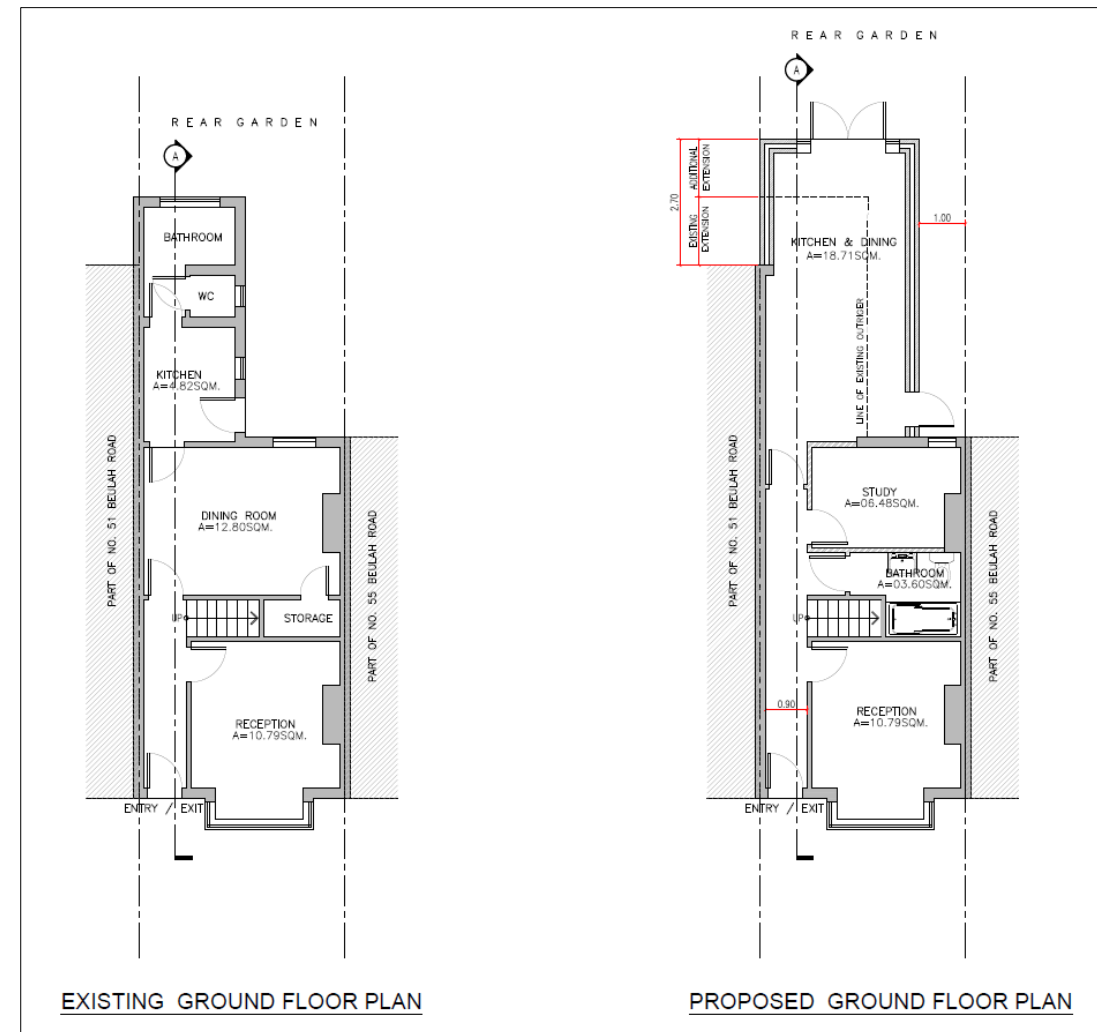 REAR GARDEN
A
BATHROOM
WC
KITCHEN
A=4.82SQM.
DINING ROOM
A=12.80SQM.
UP
STORAGE
RECEPTION
A=10.79SQM.
ENTRY / EXIT
PART OF NO. 51 BEULAH ROAD
PART OF NO. 55 BEULAH ROAD
EXISTING GROUND FLOOR PLAN
REAR GARDEN
A
2.70
ADDITIONAL
EXTENSION
EXISTING
EXTENSION
1.00
KITCHEN & DINING
A=18.71SQM.
LINE OF EXISTING OUTRIGER
STUDY
A=06.48SQM.
BATHROOM
A=03.60SQM.
UP
0.90
RECEPTION
A=10.79SQM.
ENTRY / EXIT
PART OF NO. 51 BEULAH ROAD
PART OF NO. 55 BEULAH ROAD
PROPOSED GROUND FLOOR PLAN